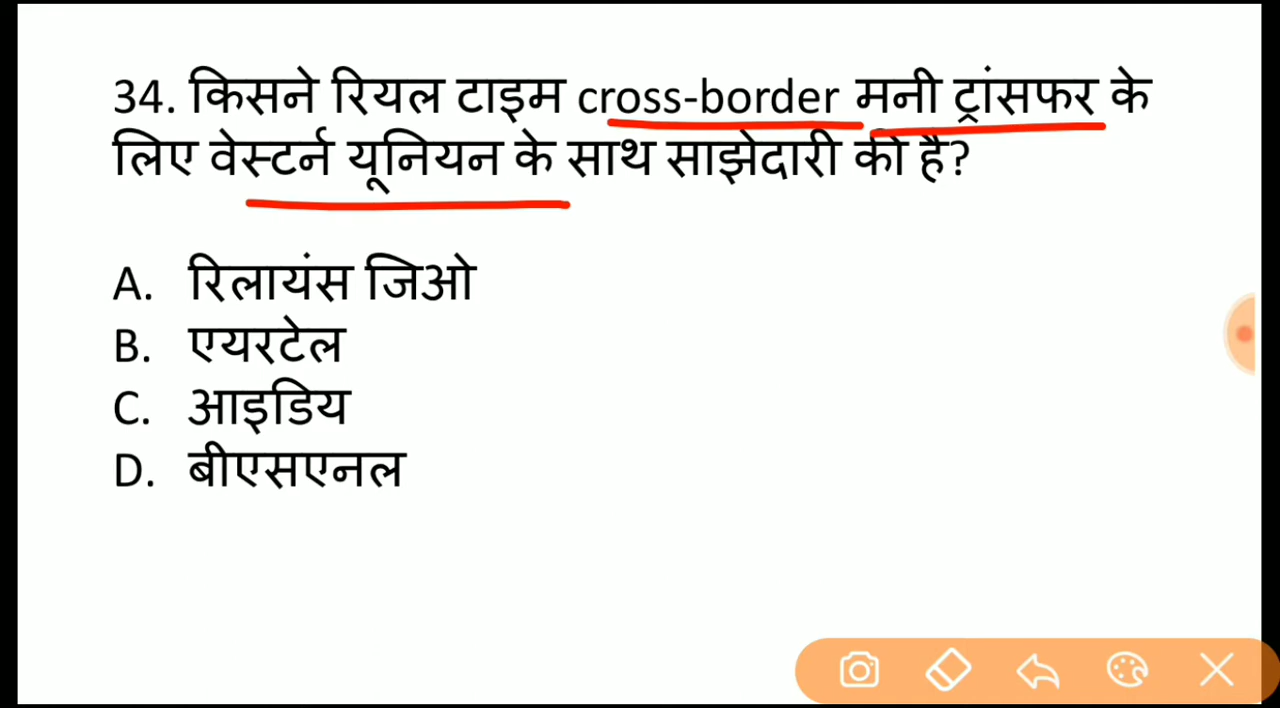 34. किसने रियल टाइम cross-border मनी ट्रांसफर के
लिए वेस्टर्न यूनियन के साथ साझेदारी की है?
A. रिलायंस जिओ
B. एयरटेल
C. आइडिय
D. बीएसएनल